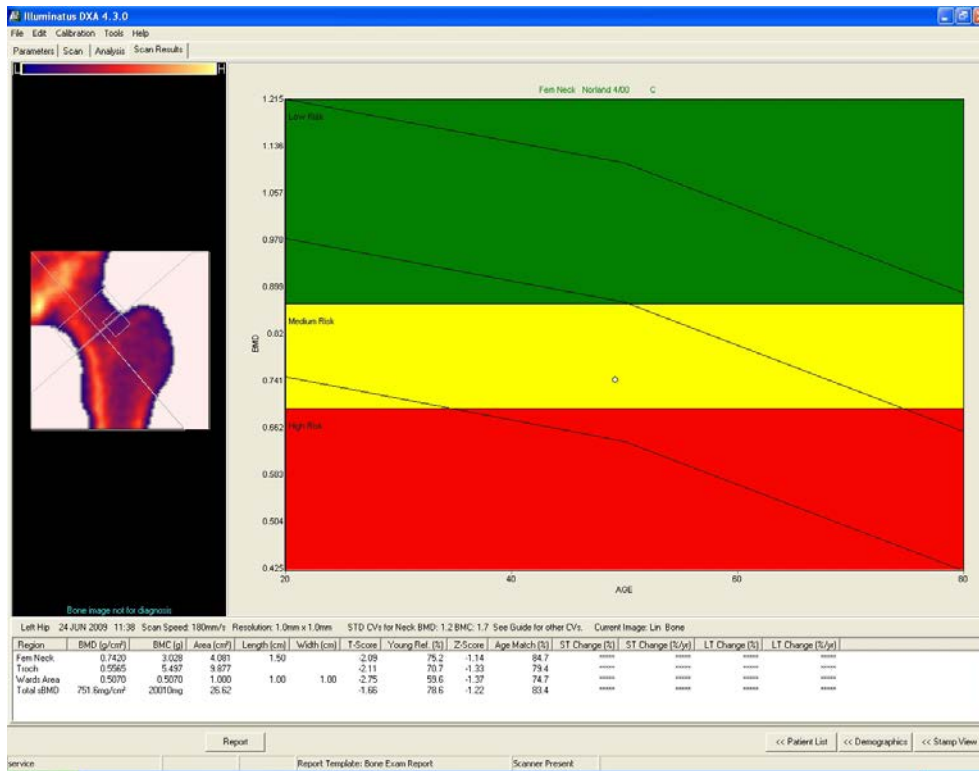 Illuminatus DXA 4.3.0
File Edit Calibration Tools Help
Parameters Scan Analysis Scan Results
L H
Fem Neck Norland 4/00 C
1.215
Low Risk
1.136
1.057
0.978
0.899
Medium Risk
0.82
BMD
0.741
0.662
High Risk
0.583
0.504
0.425
20 40 60 80
AGE
Bone image not for diagnosis
Left Hip 24 JUN 2009 11:38 Scan Speed: 180mm/s Resolution: 1.0mm x 1.0mm STD CVs for Neck BMD: 1.2 BMC: 1.7 See Guide for other CVs. Current Image: Lin Bone
Region BMD (g/cm²) BMC (g) Area (cm²) Length (cm) Width (cm) T-Score Young Ref. (%) Z-Score Age Match (%) ST Change (%) ST Change (%/yr) LT Change (%) LT Change (%/yr)
Fem Neck 0.7420 3.028 4.081 1.50 -2.09 75.2 -1.14 84.7 ***** ***** ***** *****
Troch 0.5565 5.497 9.877 -2.11 70.7 -1.33 79.4 ***** ***** ***** *****
Wards Area 0.5070 0.5070 1.000 1.00 1.00 -2.75 59.6 -1.37 74.7 ***** ***** ***** *****
Total sBMD 751.6mg/cm² 20010mg 26.62 -1.66 78.6 -1.22 83.4 ***** ***** ***** *****
Report << Patient List << Demographics << Stamp View
service Report Template: Bone Exam Report Scanner Present